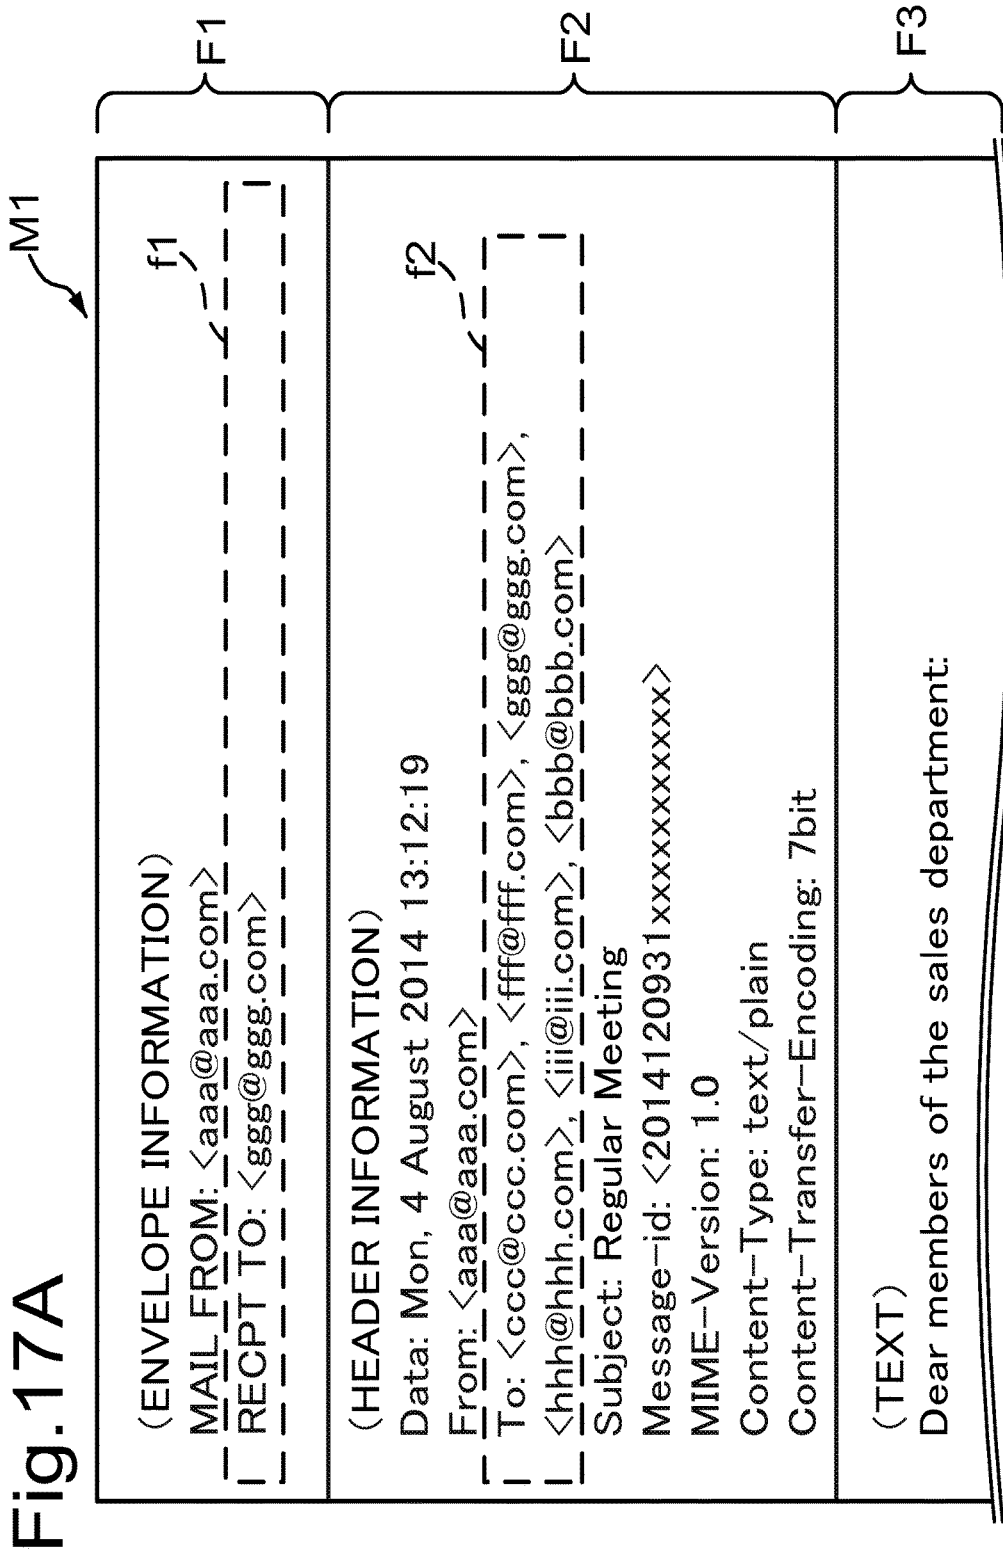 Fig.17A
M1
(ENVELOPE INFORMATION)
MAIL FROM: <aaa@aaa.com>
f1
RECPT TO: <ggg@ggg.com>
F1
(HEADER INFORMATION)
Data: Mon, 4 August 2014 13:12:19
From: <aaa@aaa.com>
f2
To: <ccc@ccc.com>, <fff@fff.com>, <ggg@ggg.com>,
<hhh@hhh.com>, <iii@iii.com>, <bbb@bbb.com>
Subject: Regular Meeting
Message-id: <2014120931xxxxxxxxxxxx>
MIME-Version: 1.0
Content-Type: text/plain
Content-Transfer-Encoding: 7bit
F2
(TEXT)
Dear members of the sales department:
F3